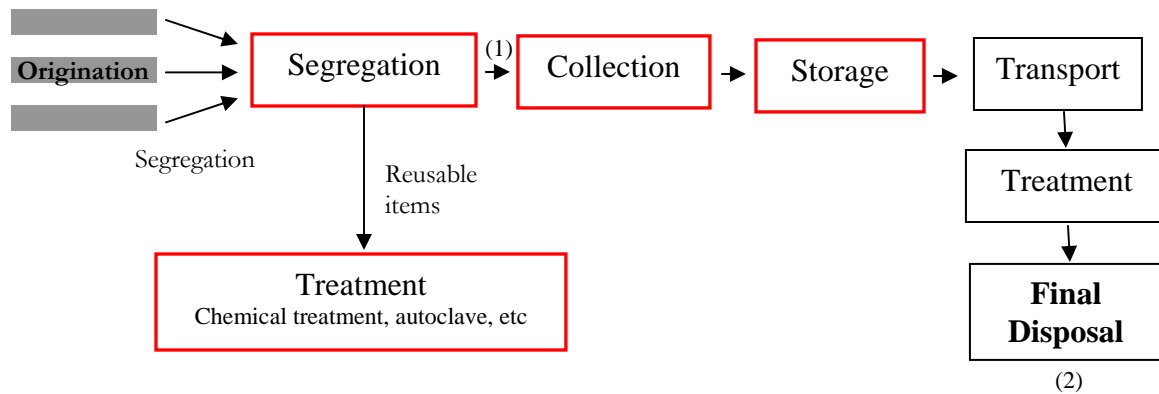 Origination
Segregation
Segregation
(1)
Collection
Storage
Transport
Reusable
items
Treatment
Chemical treatment, autoclave, etc
Treatment
Final
Disposal
(2)